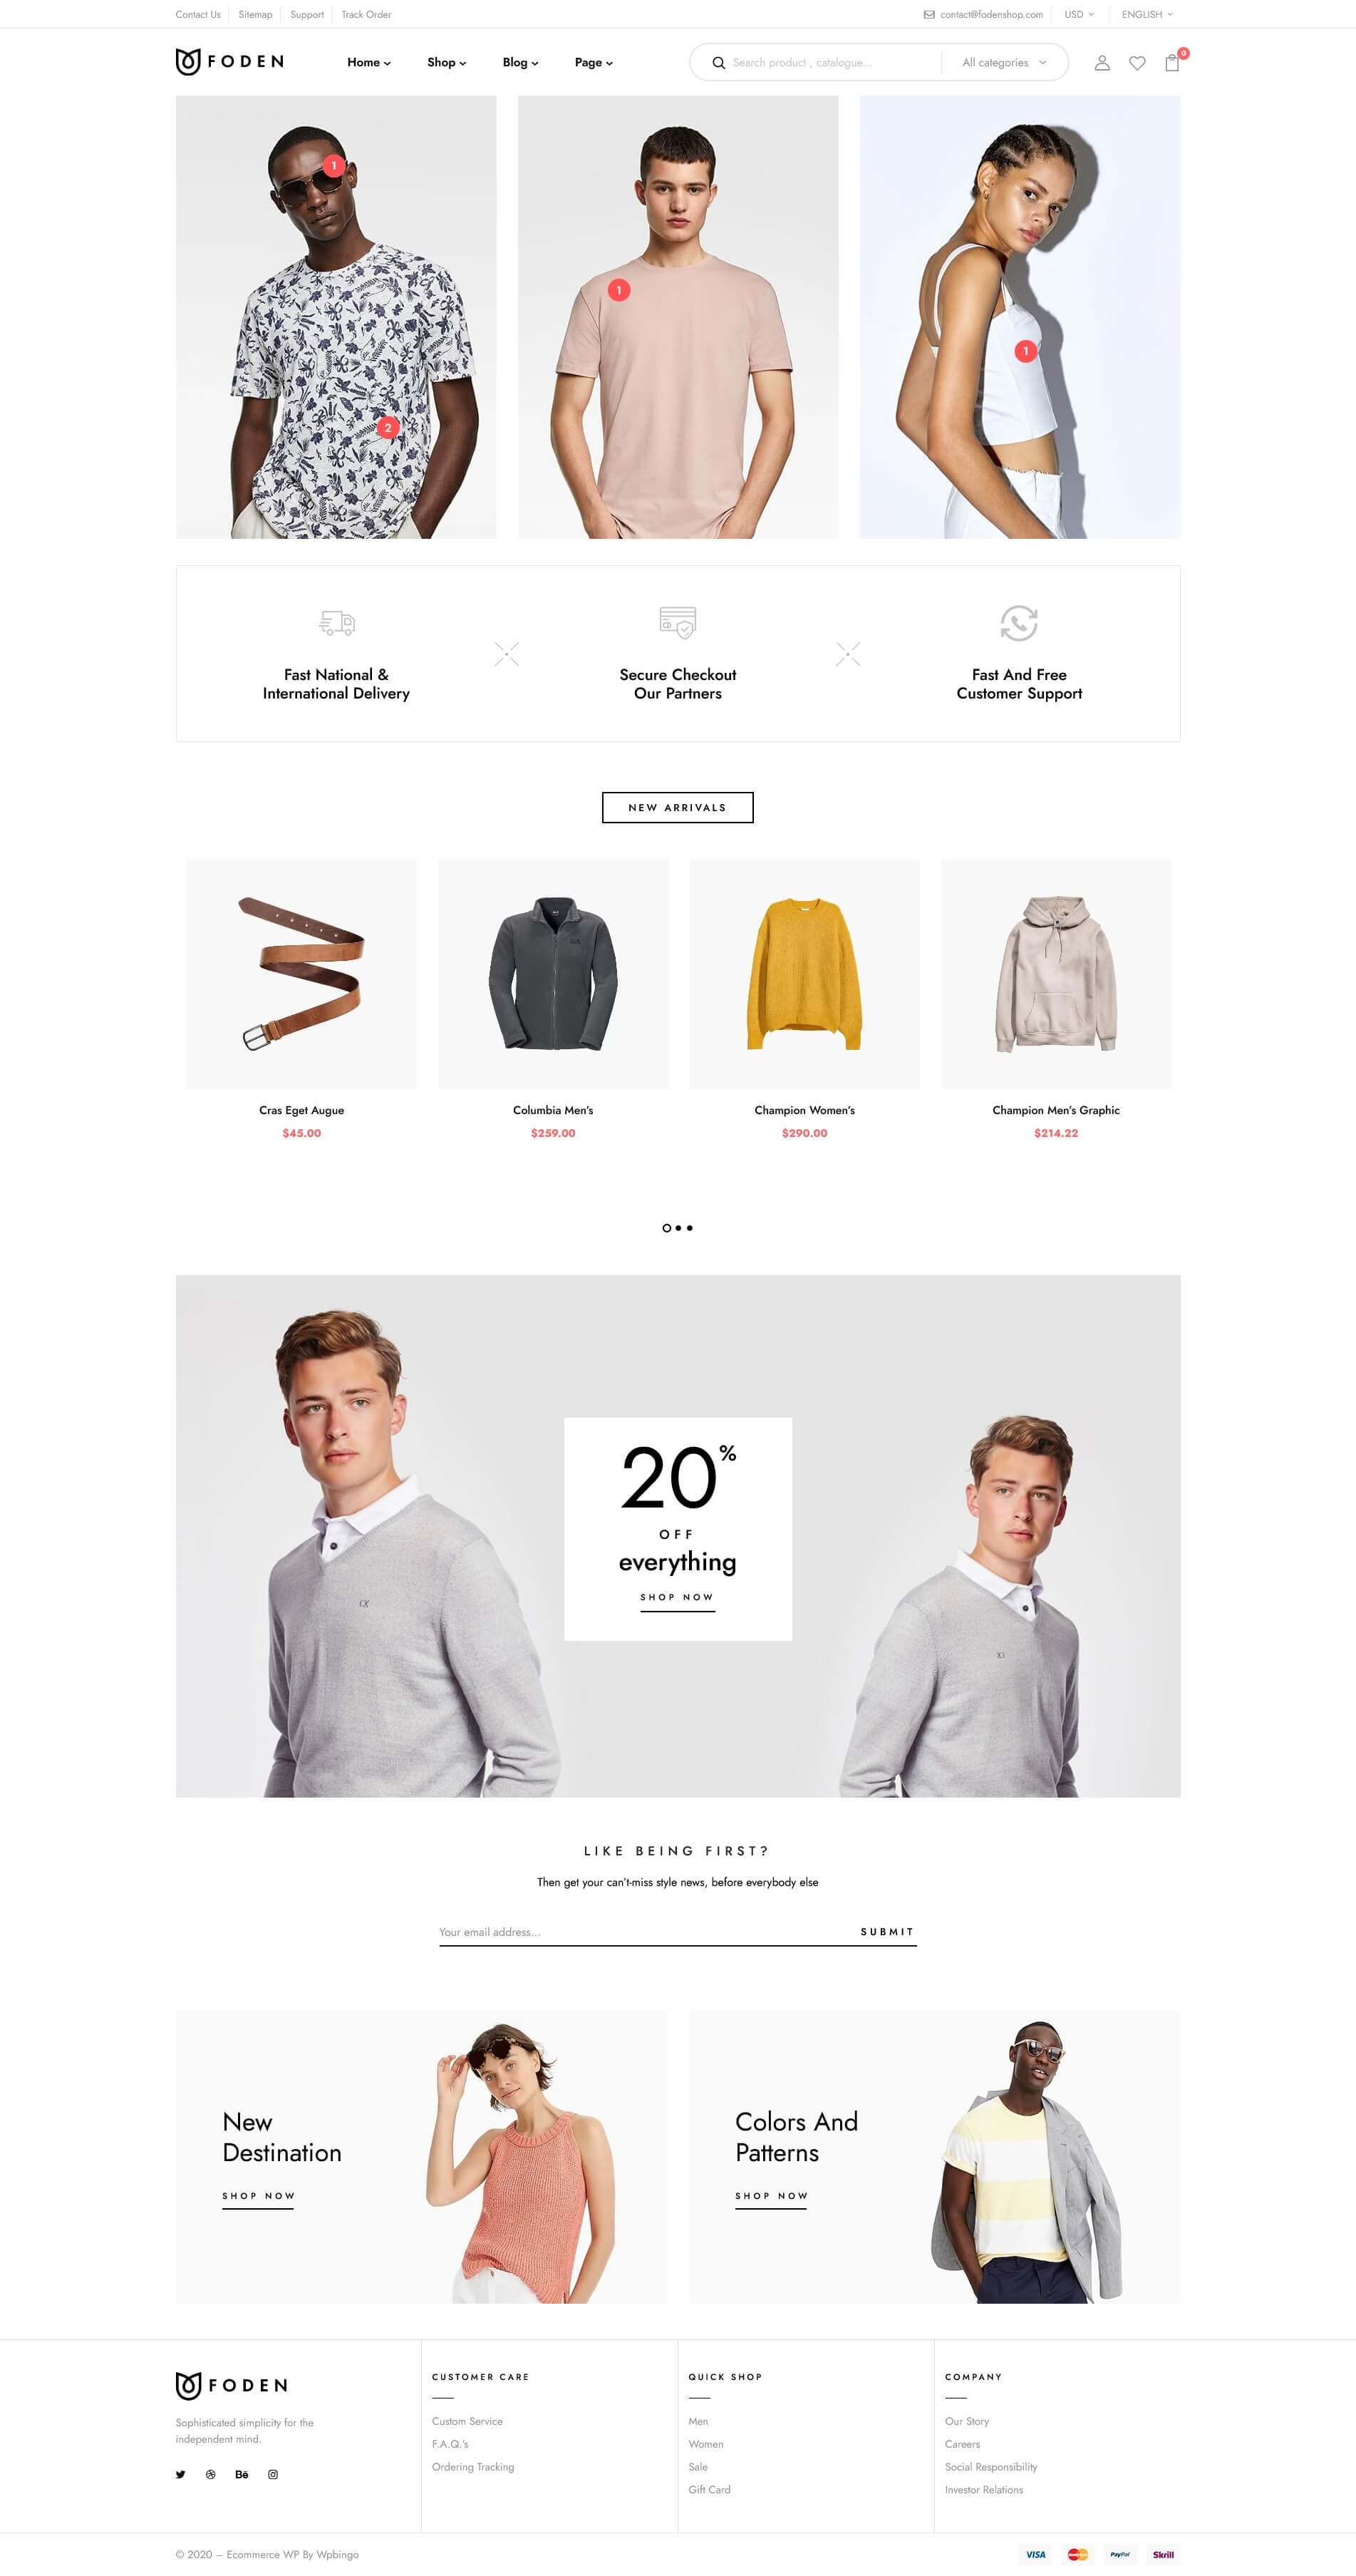 Contact Us Sitemap Support Track Order contact@fodenshop.com USD ENGLISH
FODEN Home Shop Blog Page Search product , catalogue... All categories 0
1
2
1
1
Fast National &
International Delivery
Secure Checkout
Our Partners
Fast And Free
Customer Support
NEW ARRIVALS
Cras Eget Augue
$45.00
Columbia Men's
$259.00
Champion Women's
$290.00
Champion Men's Graphic
$214.22
20%
OFF
everything
SHOP NOW
LIKE BEING FIRST?
Then get your can't-miss style news, before everybody else
Your email address... SUBMIT
New
Destination
SHOP NOW
Colors And
Patterns
SHOP NOW
FODEN
Sophisticated simplicity for the
independent mind.
Bē
CUSTOMER CARE
Custom Service
F.A.Q.'s
Ordering Tracking
QUICK SHOP
Men
Women
Sale
Gift Card
COMPANY
Our Story
Careers
Social Responsibility
Investor Relations
© 2020 – Ecommerce WP By Wpbingo
VISA MasterCard PayPal Skrill